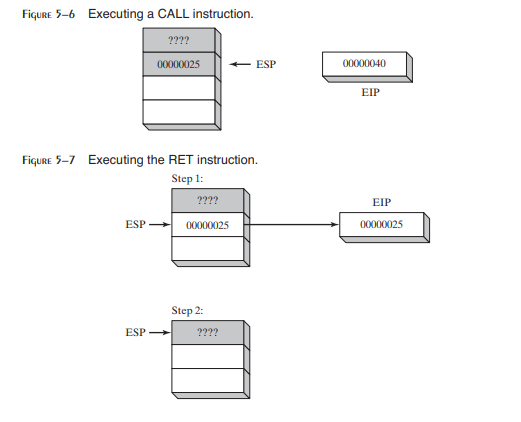 FIGURE 5–6 Executing a CALL instruction.
????
00000025
ESP
00000040
EIP
FIGURE 5–7 Executing the RET instruction.
Step 1:
????
EIP
ESP
00000025
00000025
Step 2:
ESP
????